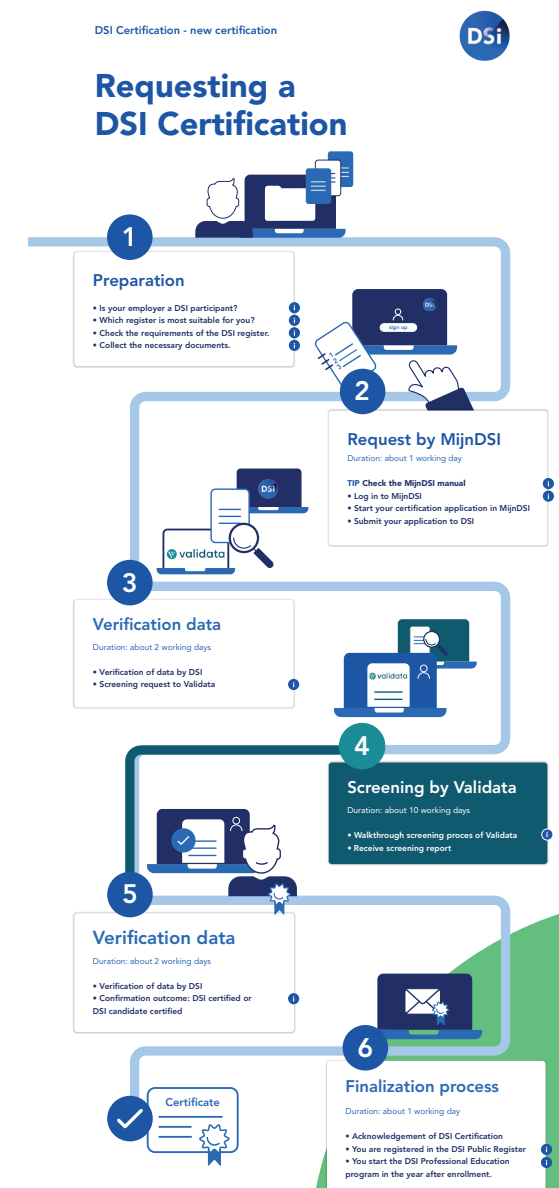 DSI Certification - new certification
DSi
Requesting a
DSI Certification
1
Preparation
• Is your employer a DSI participant?
• Which register is most suitable for you?
• Check the requirements of the DSI register.
• Collect the necessary documents.
i
i
i
i
DSi
sign up
1
2
3
2
Request by MijnDSI
Duration: about 1 working day
TIP Check the MijnDSI manual
• Log in to MijnDSI
• Start your certification application in MijnDSI
• Submit your application to DSI
i
i
DSi
validata
3
Verification data
Duration: about 2 working days
• Verification of data by DSI
• Screening request to Validata
i
validata
4
Screening by Validata
Duration: about 10 working days
• Walkthrough screening proces of Validata
• Receive screening report
i
5
Verification data
Duration: about 2 working days
• Verification of data by DSI
• Confirmation outcome: DSI certified or
DSI candidate certified
i
6
Finalization process
Duration: about 1 working day
• Acknowledgement of DSI Certification
• You are registered in the DSI Public Register
• You start the DSI Professional Education
program in the year after enrollment.
i
i
Certificate